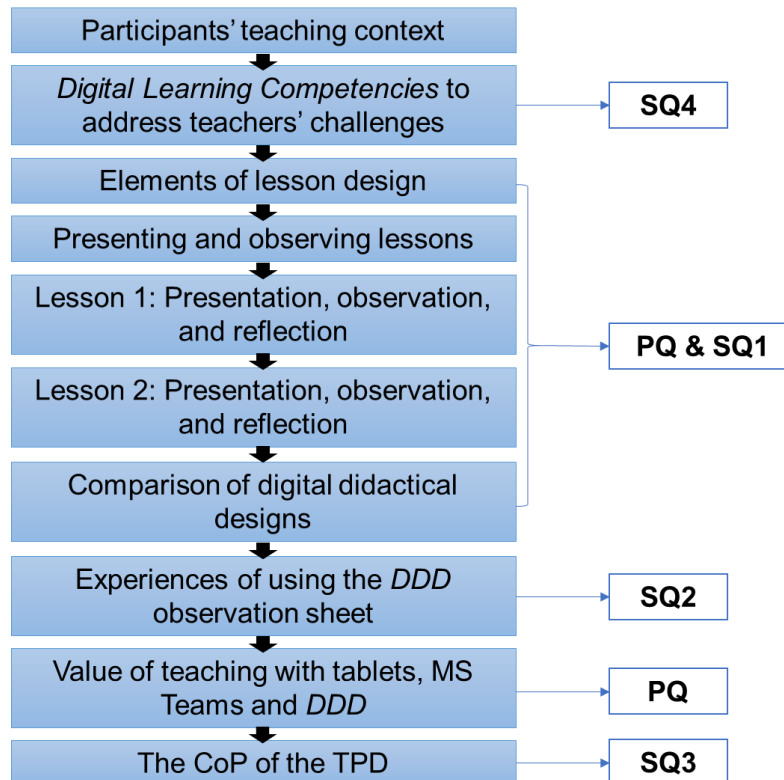 Participants' teaching context
Digital Learning Competencies to
address teachers' challenges
SQ4
Elements of lesson design
Presenting and observing lessons
Lesson 1: Presentation, observation,
and reflection
PQ & SQ1
Lesson 2: Presentation, observation,
and reflection
Comparison of digital didactical
designs
Experiences of using the DDD
observation sheet
SQ2
Value of teaching with tablets, MS
Teams and DDD
PQ
The CoP of the TPD
SQ3